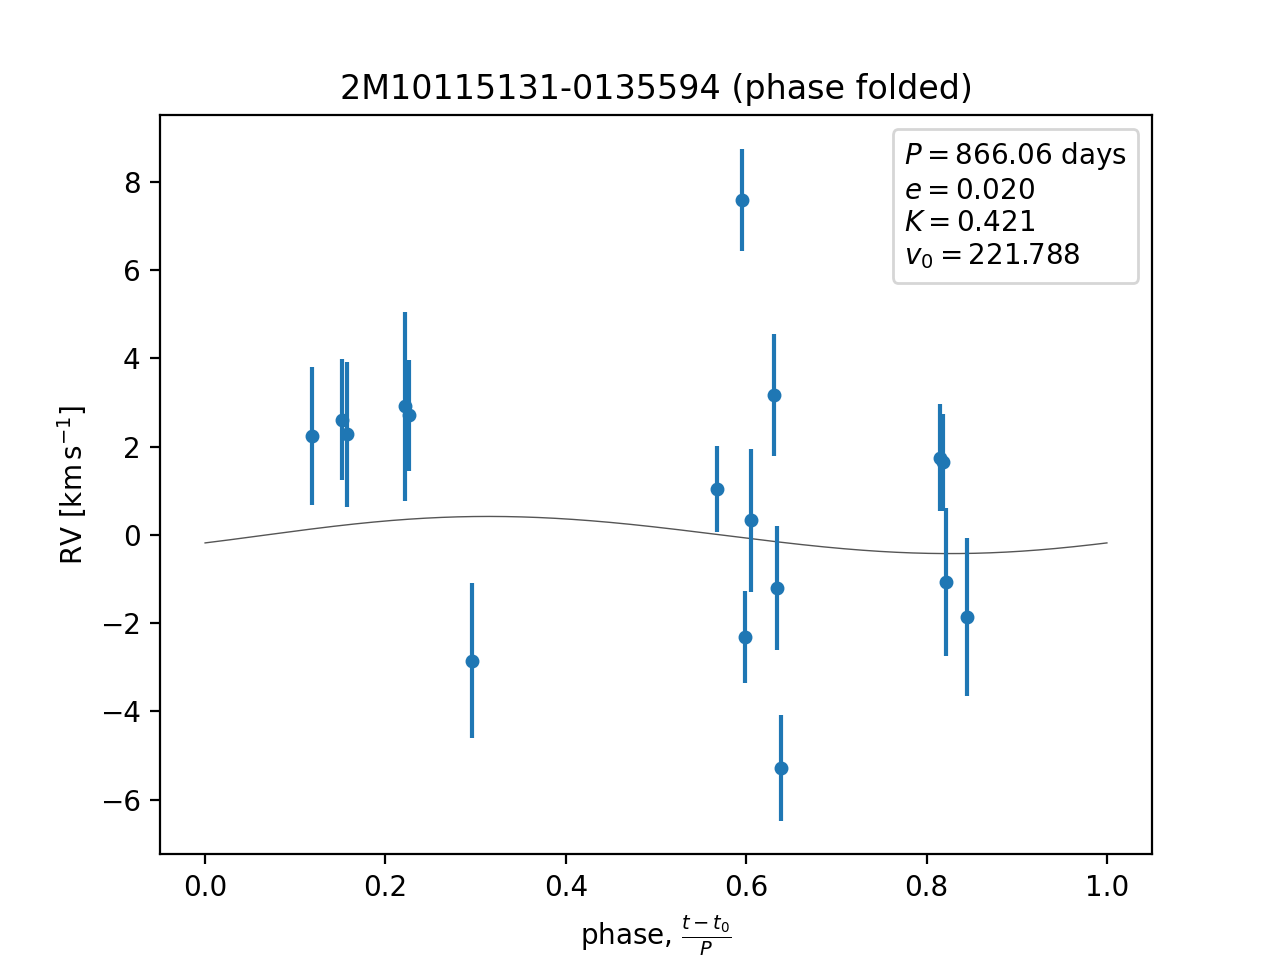 2M10115131-0135594 (phase folded)
P = 866.06 days
e = 0.020
K = 0.421
v₀ = 221.788
8
6
4
2
0
−2
−4
−6
RV [km s⁻¹]
0.0 0.2 0.4 0.6 0.8 1.0
phase, (t − t₀)/P